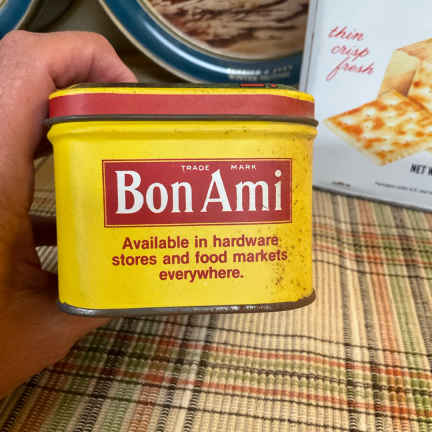 thin
crisp
fresh
TRADE MARK
Bon Ami
Available in hardware
stores and food markets
everywhere.
NET